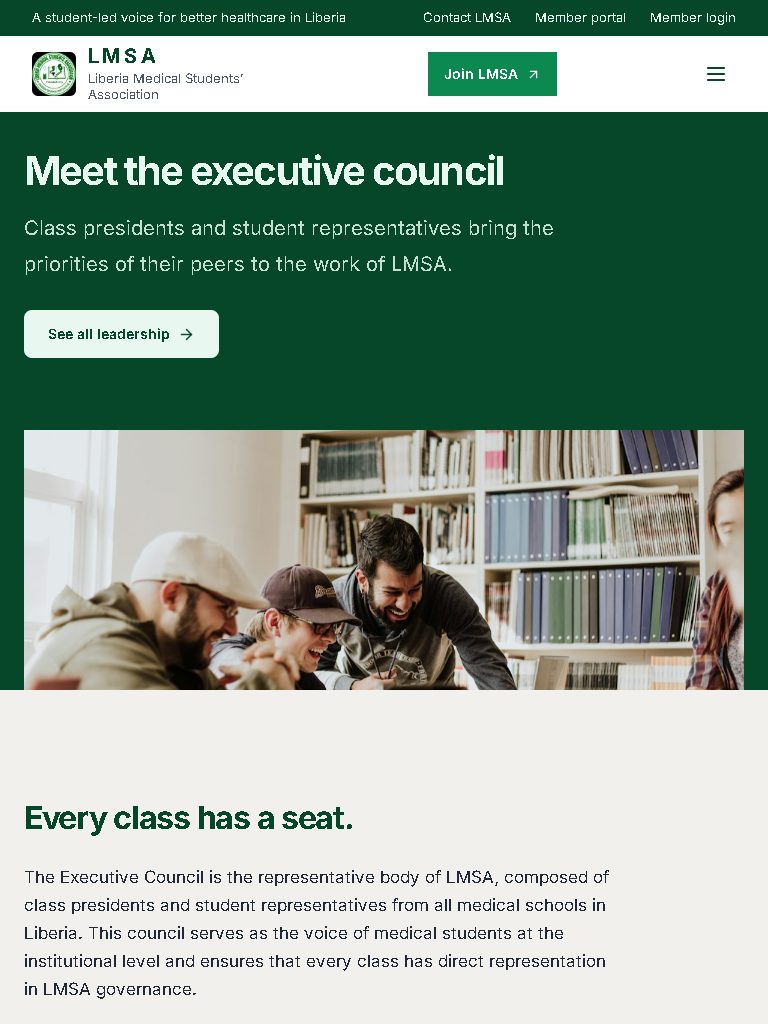 A student-led voice for better healthcare in Liberia
Contact LMSA
Member portal
Member login
LMSA
Liberia Medical Students'
Association
Join LMSA
Meet the executive council
Class presidents and student representatives bring the
priorities of their peers to the work of LMSA.
See all leadership
Every class has a seat.
The Executive Council is the representative body of LMSA, composed of
class presidents and student representatives from all medical schools in
Liberia. This council serves as the voice of medical students at the
institutional level and ensures that every class has direct representation
in LMSA governance.